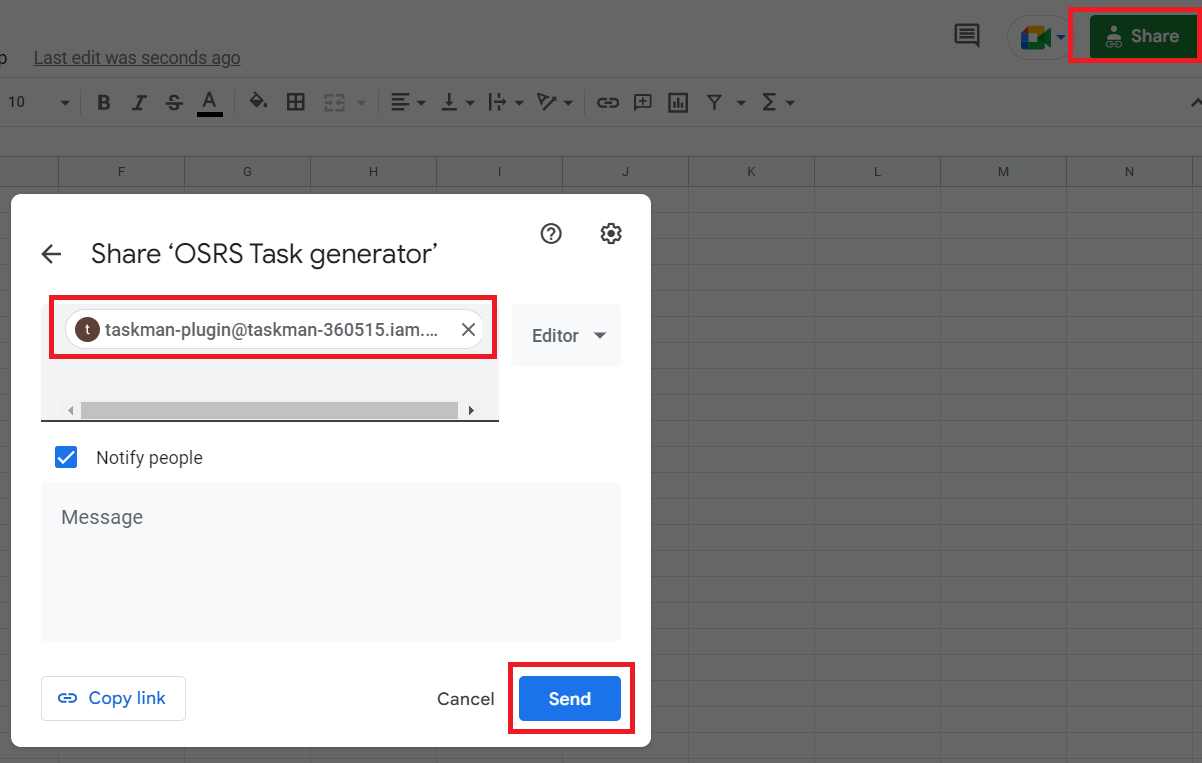 p Last edit was seconds ago
Share
10 B I S A
F G H I J K L M N
Share ‘OSRS Task generator’
t taskman-plugin@taskman-360515.iam....
Editor
Notify people
Message
Copy link
Cancel
Send